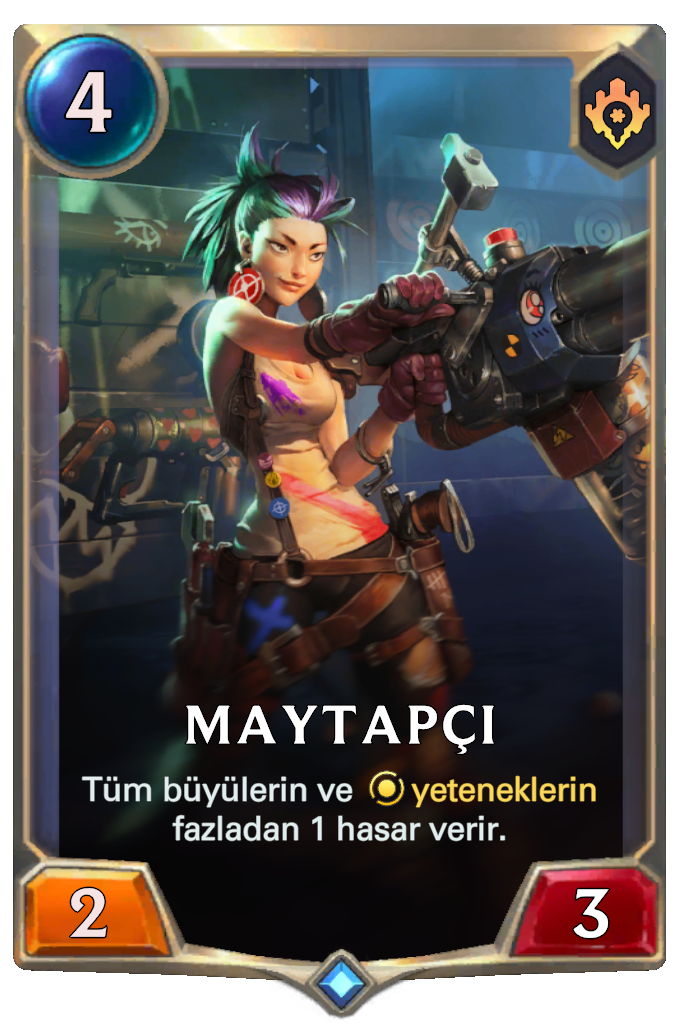 4
MAYTAPÇI
Tüm büyülerin ve yeteneklerin
fazladan 1 hasar verir.
2
3